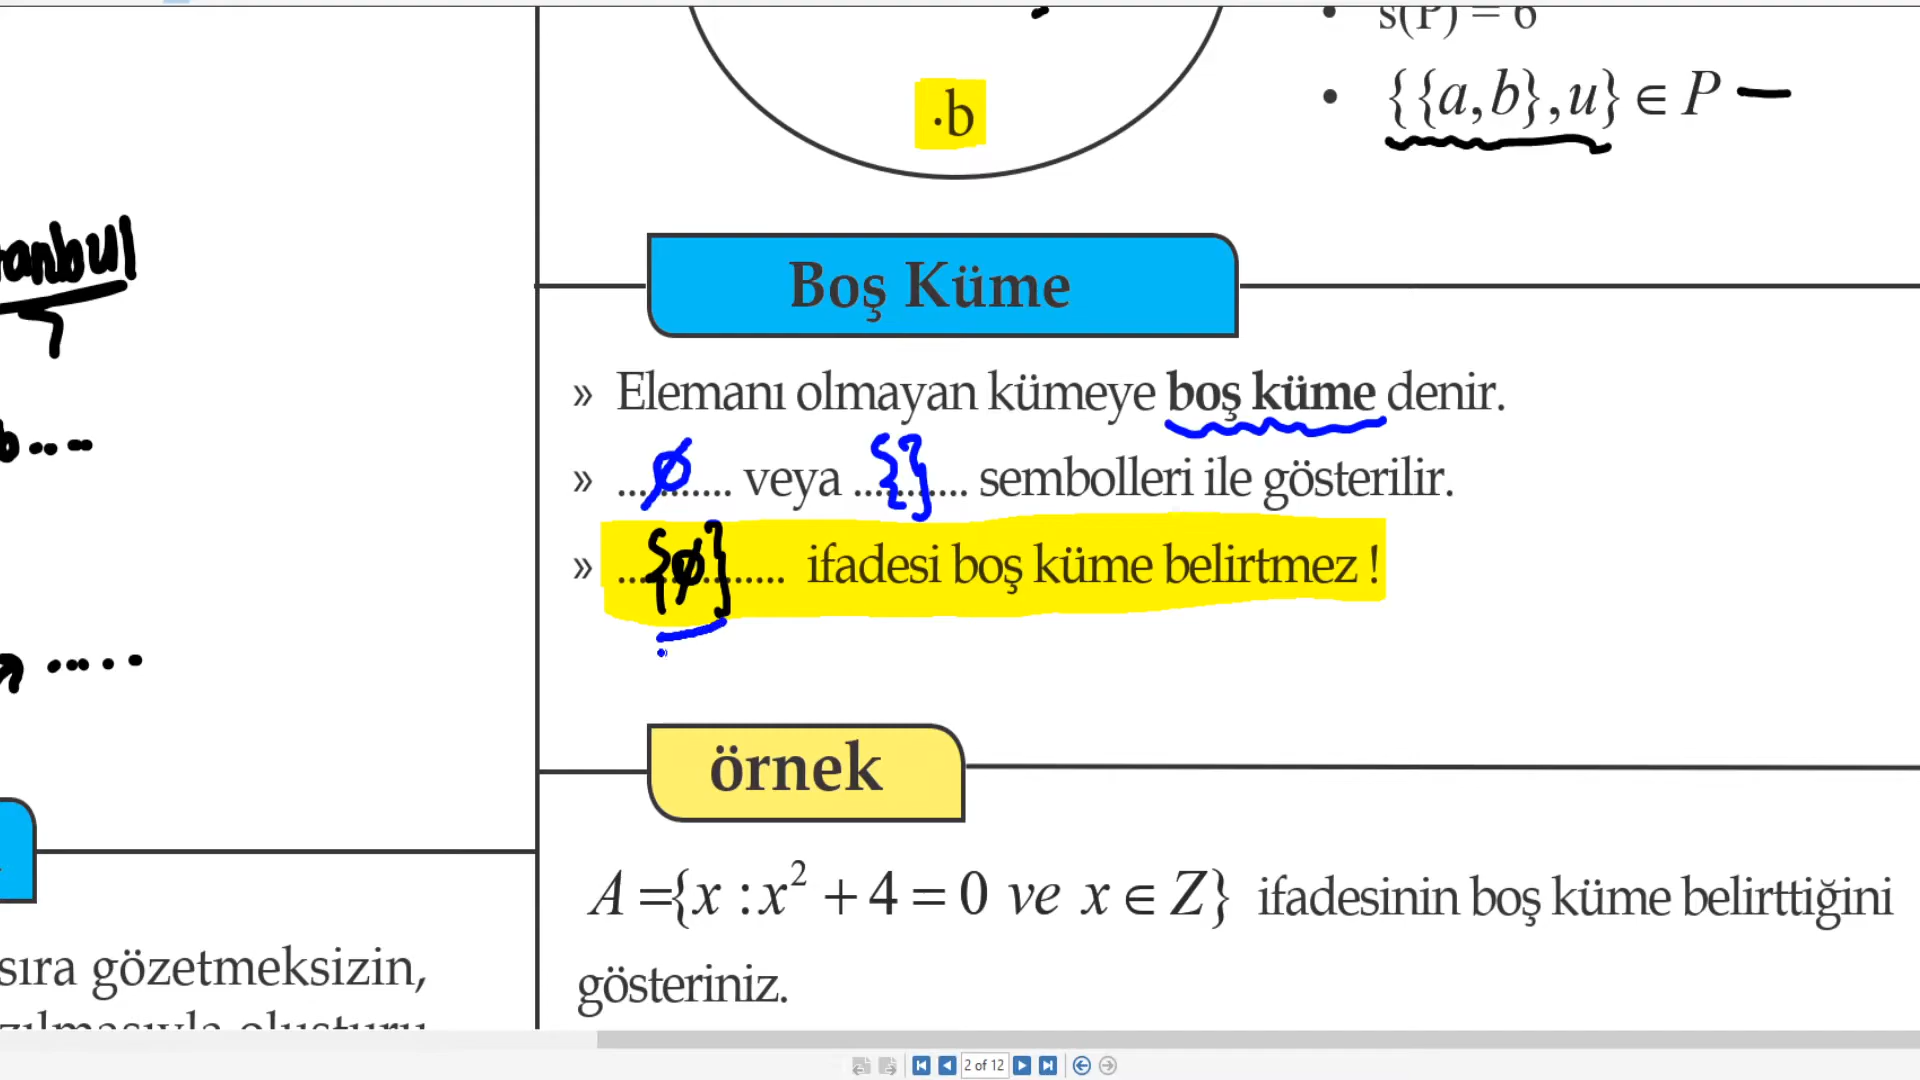 tanbul
sıra gözetmeksizin,
·b
s(P) = 6
• {{a,b},u} ∈ P –
Boş Küme
» Elemanı olmayan kümeye boş küme denir.
» ...ø... veya ...{}... sembolleri ile gösterilir.
» ...{ø}... ifadesi boş küme belirtmez !
örnek
A={x : x² + 4 = 0 ve x ∈ Z} ifadesinin boş küme belirttiğini
gösteriniz.
2 of 12